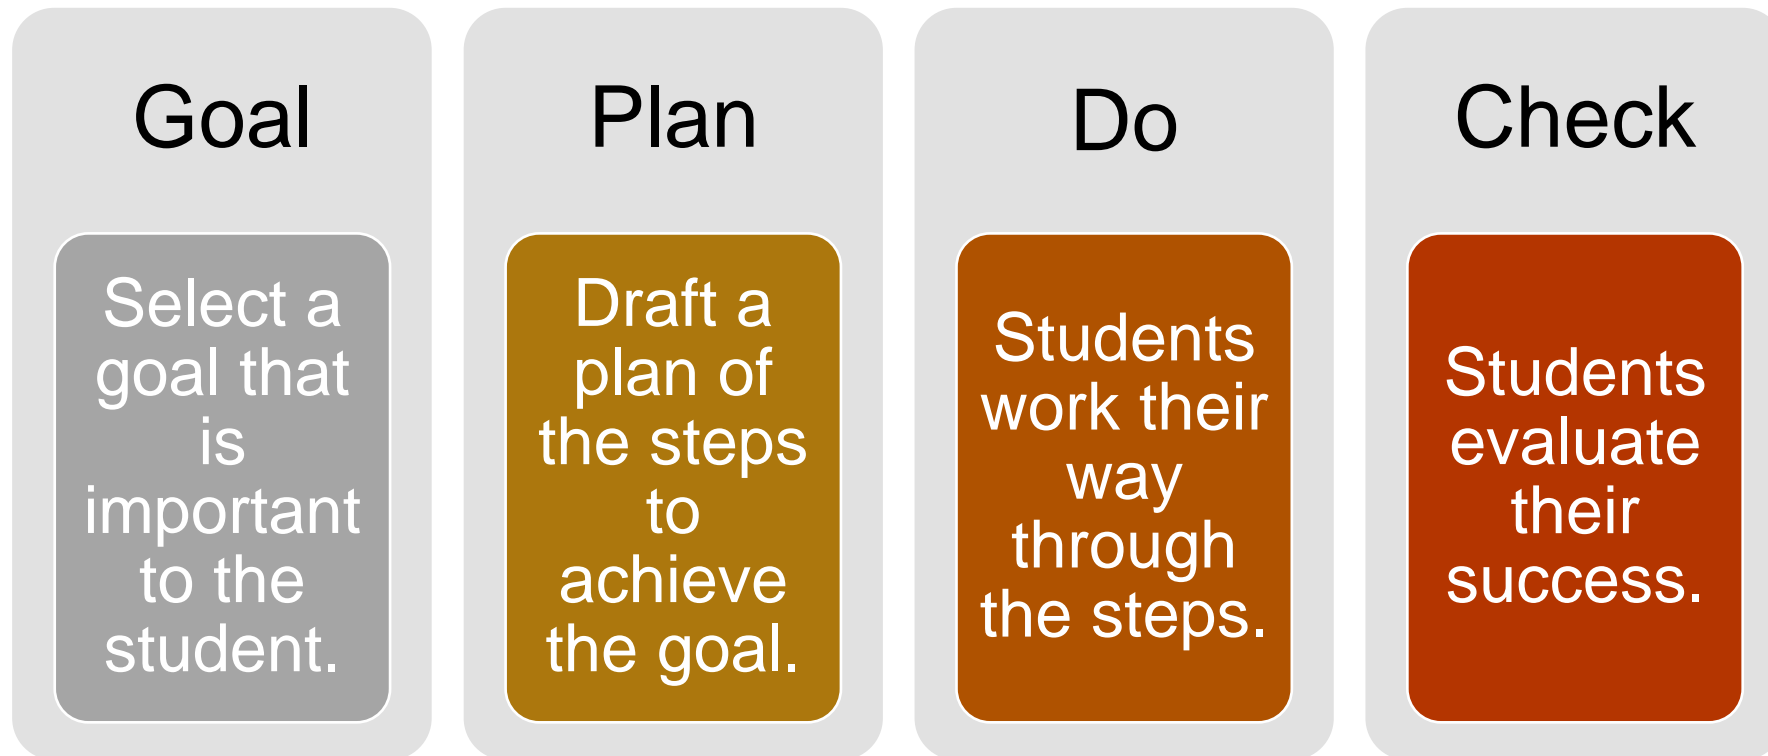 Goal
Select a
goal that
is
important
to the
student.
Plan
Draft a
plan of
the steps
to
achieve
the goal.
Do
Students
work their
way
through
the steps.
Check
Students
evaluate
their
success.